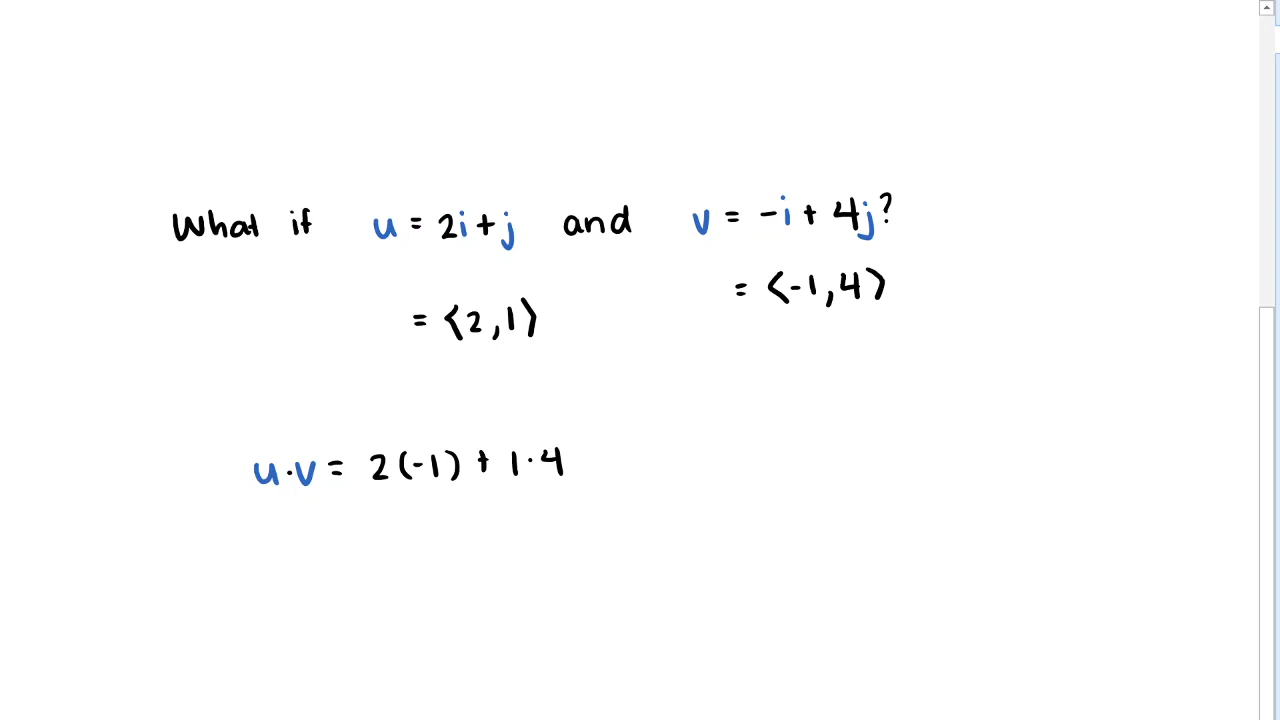 What if u = 2i + j and v = -i + 4j?
= ⟨-1, 4⟩
= ⟨2, 1⟩
u·v = 2(-1) + 1·4